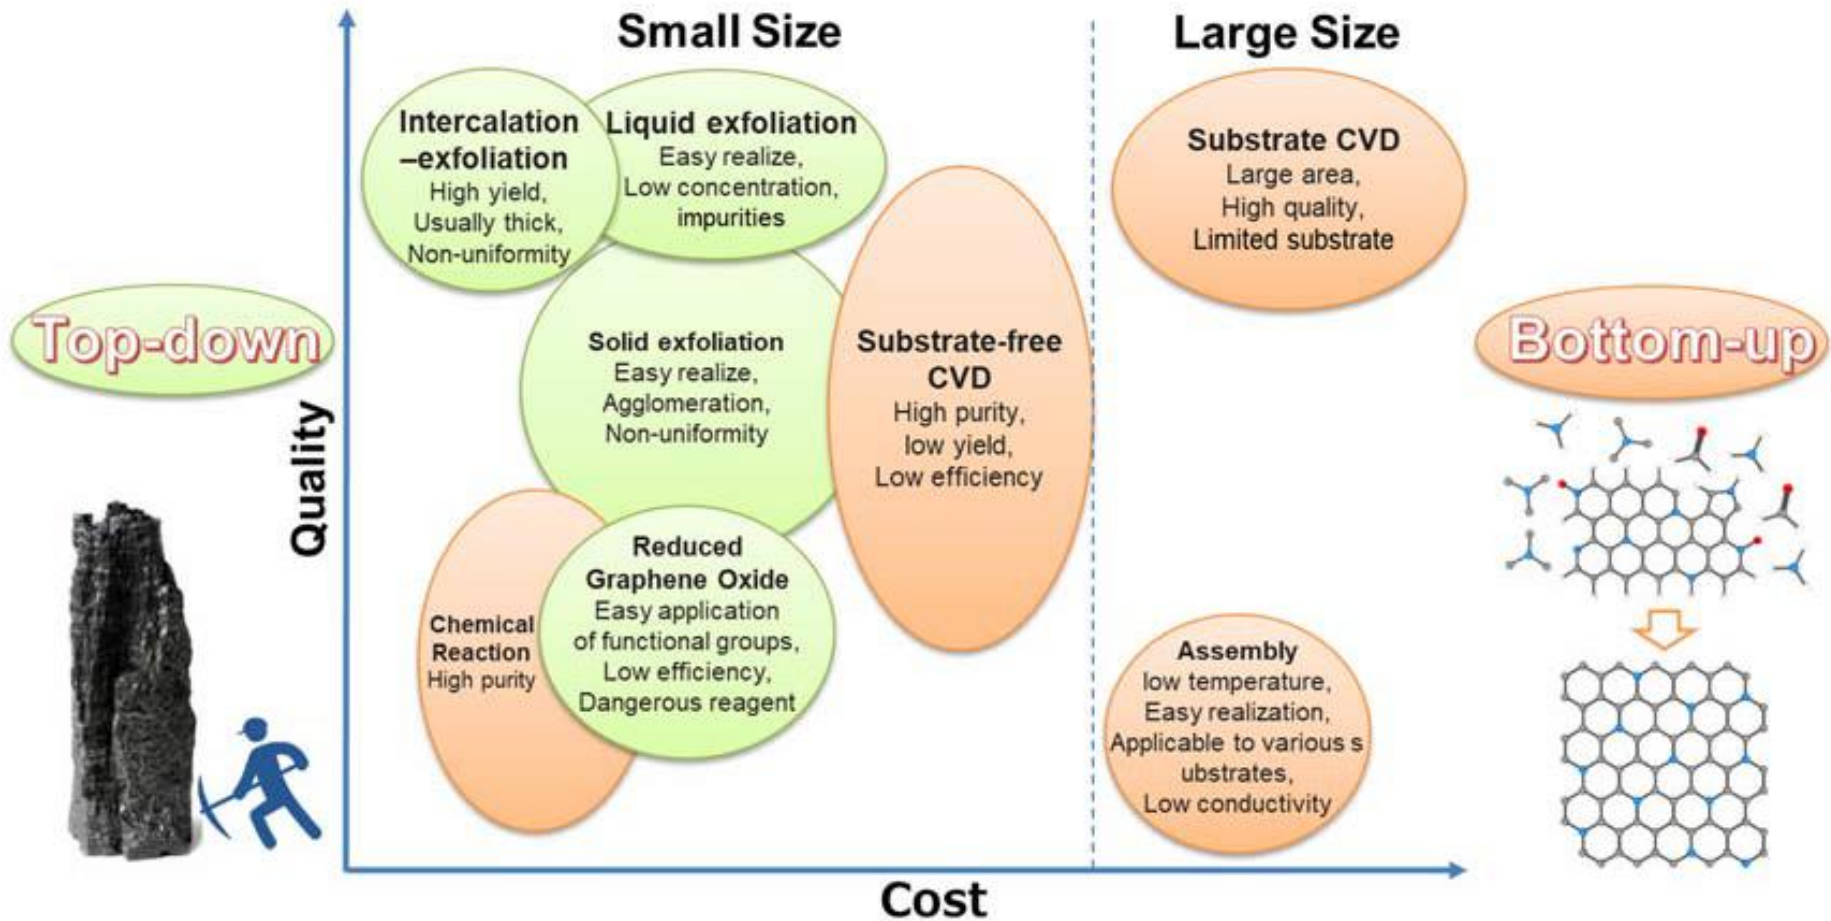 Small Size
Large Size
Intercalation
–exfoliation
High yield,
Usually thick,
Non-uniformity
Liquid exfoliation
Easy realize,
Low concentration,
impurities
Substrate CVD
Large area,
High quality,
Limited substrate
Top-down
Solid exfoliation
Easy realize,
Agglomeration,
Non-uniformity
Substrate-free
CVD
High purity,
low yield,
Low efficiency
Bottom-up
Quality
Chemical
Reaction
High purity
Reduced
Graphene Oxide
Easy application
of functional groups,
Low efficiency,
Dangerous reagent
Assembly
low temperature,
Easy realization,
Applicable to various s
ubstrates,
Low conductivity
Cost